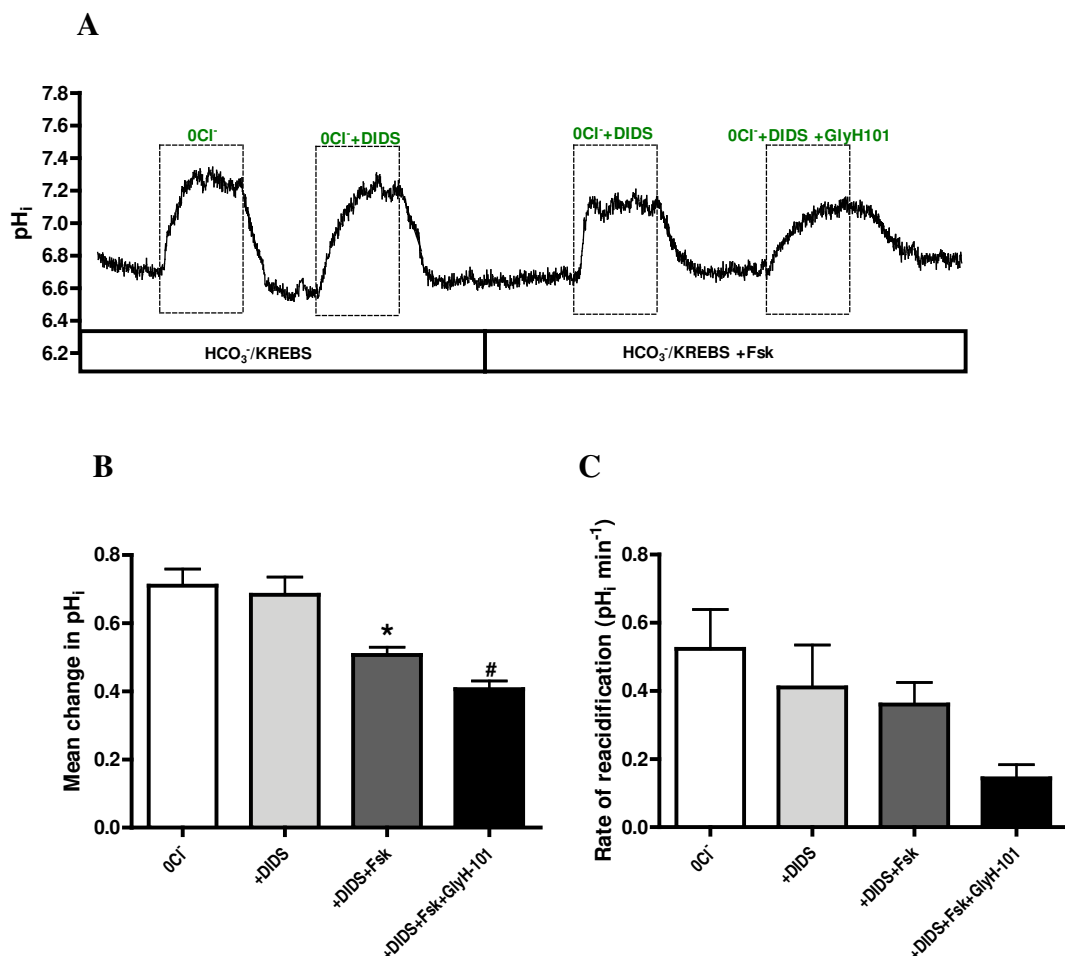 A
7.8
7.6
7.4
7.2
7.0
6.8
6.6
6.4
6.2
pHi
0Cl-
0Cl-+DIDS
0Cl-+DIDS
0Cl-+DIDS +GlyH101
HCO3-/KREBS
HCO3-/KREBS +Fsk
B
Mean change in pHi
0.8
0.6
0.4
0.2
0.0
*
#
0Cl-
+DIDS
+DIDS+Fsk
+DIDS+Fsk+GlyH-101
C
Rate of reacidification (pHi min-1)
0.8
0.6
0.4
0.2
0.0
0Cl-
+DIDS
+DIDS+Fsk
+DIDS+Fsk+GlyH-101